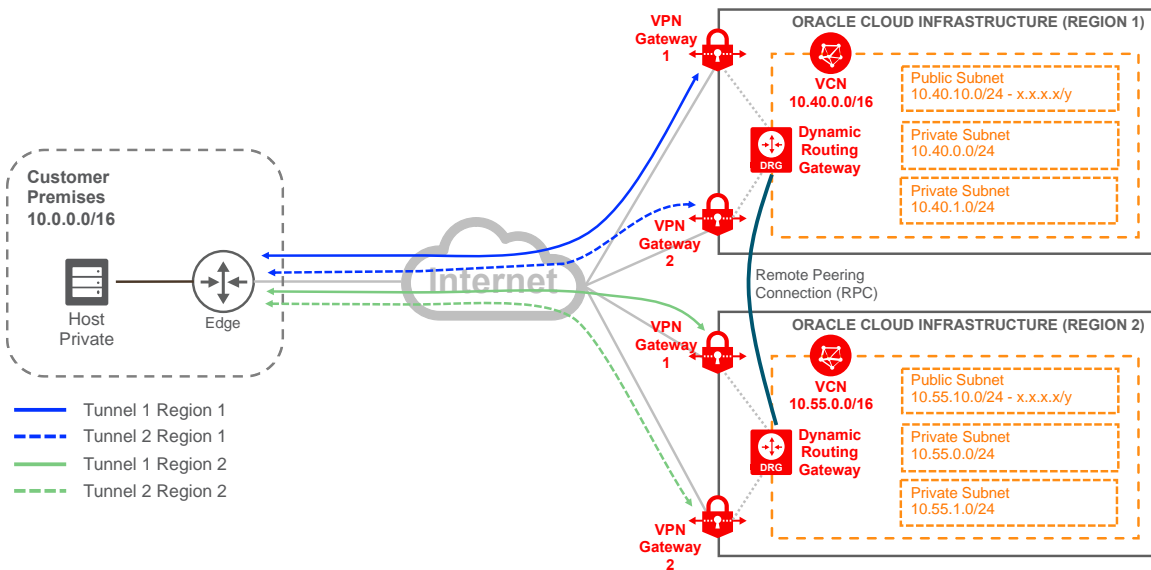 ORACLE CLOUD INFRASTRUCTURE (REGION 1)
VPN
Gateway
1
VCN
10.40.0.0/16
Public Subnet
10.40.10.0/24 - x.x.x.x/y
Private Subnet
10.40.0.0/24
Private Subnet
10.40.1.0/24
Dynamic
Routing
Gateway
DRG
VPN
Gateway
2
Customer
Premises
10.0.0.0/16
Host
Private
Edge
Internet
Remote Peering
Connection (RPC)
ORACLE CLOUD INFRASTRUCTURE (REGION 2)
VPN
Gateway
1
VCN
10.55.0.0/16
Public Subnet
10.55.10.0/24 - x.x.x.x/y
Private Subnet
10.55.0.0/24
Private Subnet
10.55.1.0/24
Dynamic
Routing
Gateway
DRG
VPN
Gateway
2
Tunnel 1 Region 1
Tunnel 2 Region 1
Tunnel 1 Region 2
Tunnel 2 Region 2